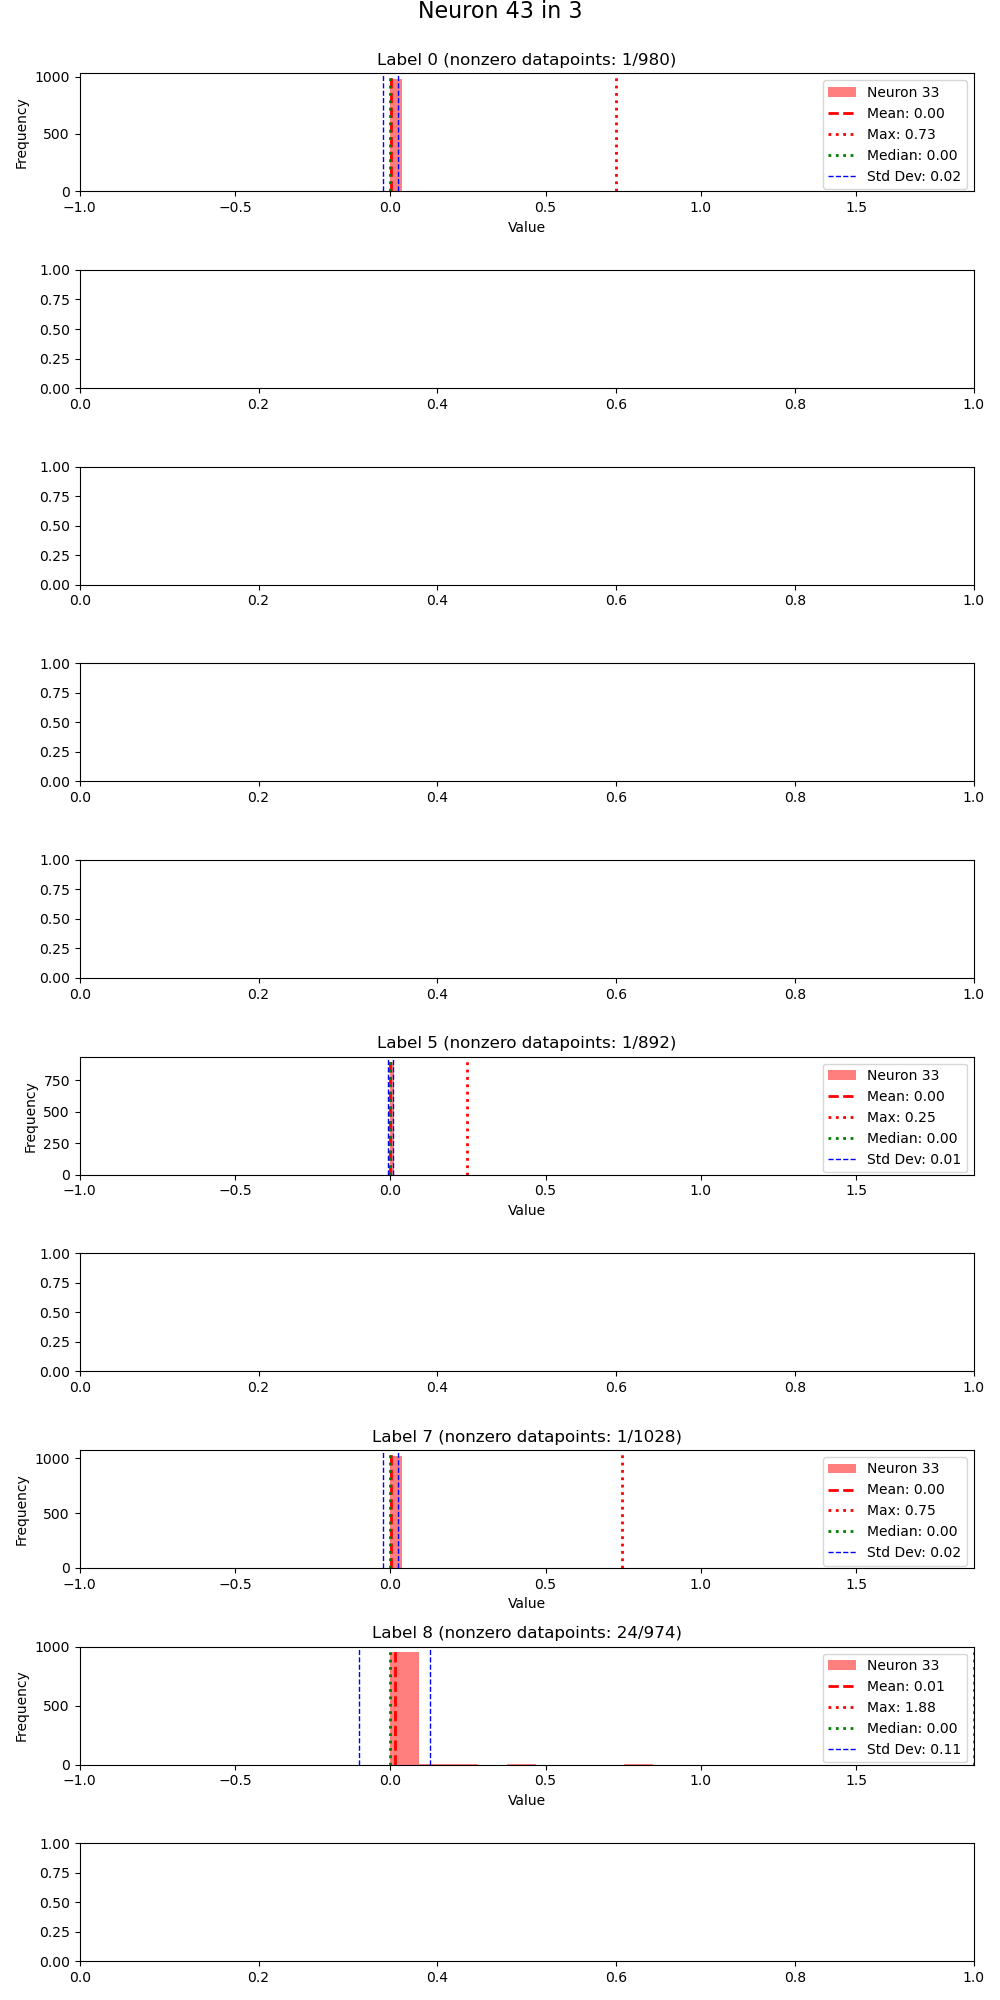 Neuron 43 in 3
Label 0 (nonzero datapoints: 1/980)
Frequency
1000
500
0
Neuron 33
Mean: 0.00
Max: 0.73
Median: 0.00
Std Dev: 0.02
−1.0 −0.5 0.0 0.5 1.0 1.5
Value
1.00
0.75
0.50
0.25
0.00
0.0 0.2 0.4 0.6 0.8 1.0
1.00
0.75
0.50
0.25
0.00
0.0 0.2 0.4 0.6 0.8 1.0
1.00
0.75
0.50
0.25
0.00
0.0 0.2 0.4 0.6 0.8 1.0
1.00
0.75
0.50
0.25
0.00
0.0 0.2 0.4 0.6 0.8 1.0
Label 5 (nonzero datapoints: 1/892)
Frequency
750
500
250
0
Neuron 33
Mean: 0.00
Max: 0.25
Median: 0.00
Std Dev: 0.01
−1.0 −0.5 0.0 0.5 1.0 1.5
Value
1.00
0.75
0.50
0.25
0.00
0.0 0.2 0.4 0.6 0.8 1.0
Label 7 (nonzero datapoints: 1/1028)
Frequency
1000
500
0
Neuron 33
Mean: 0.00
Max: 0.75
Median: 0.00
Std Dev: 0.02
−1.0 −0.5 0.0 0.5 1.0 1.5
Value
Label 8 (nonzero datapoints: 24/974)
Frequency
1000
500
0
Neuron 33
Mean: 0.01
Max: 1.88
Median: 0.00
Std Dev: 0.11
−1.0 −0.5 0.0 0.5 1.0 1.5
Value
1.00
0.75
0.50
0.25
0.00
0.0 0.2 0.4 0.6 0.8 1.0